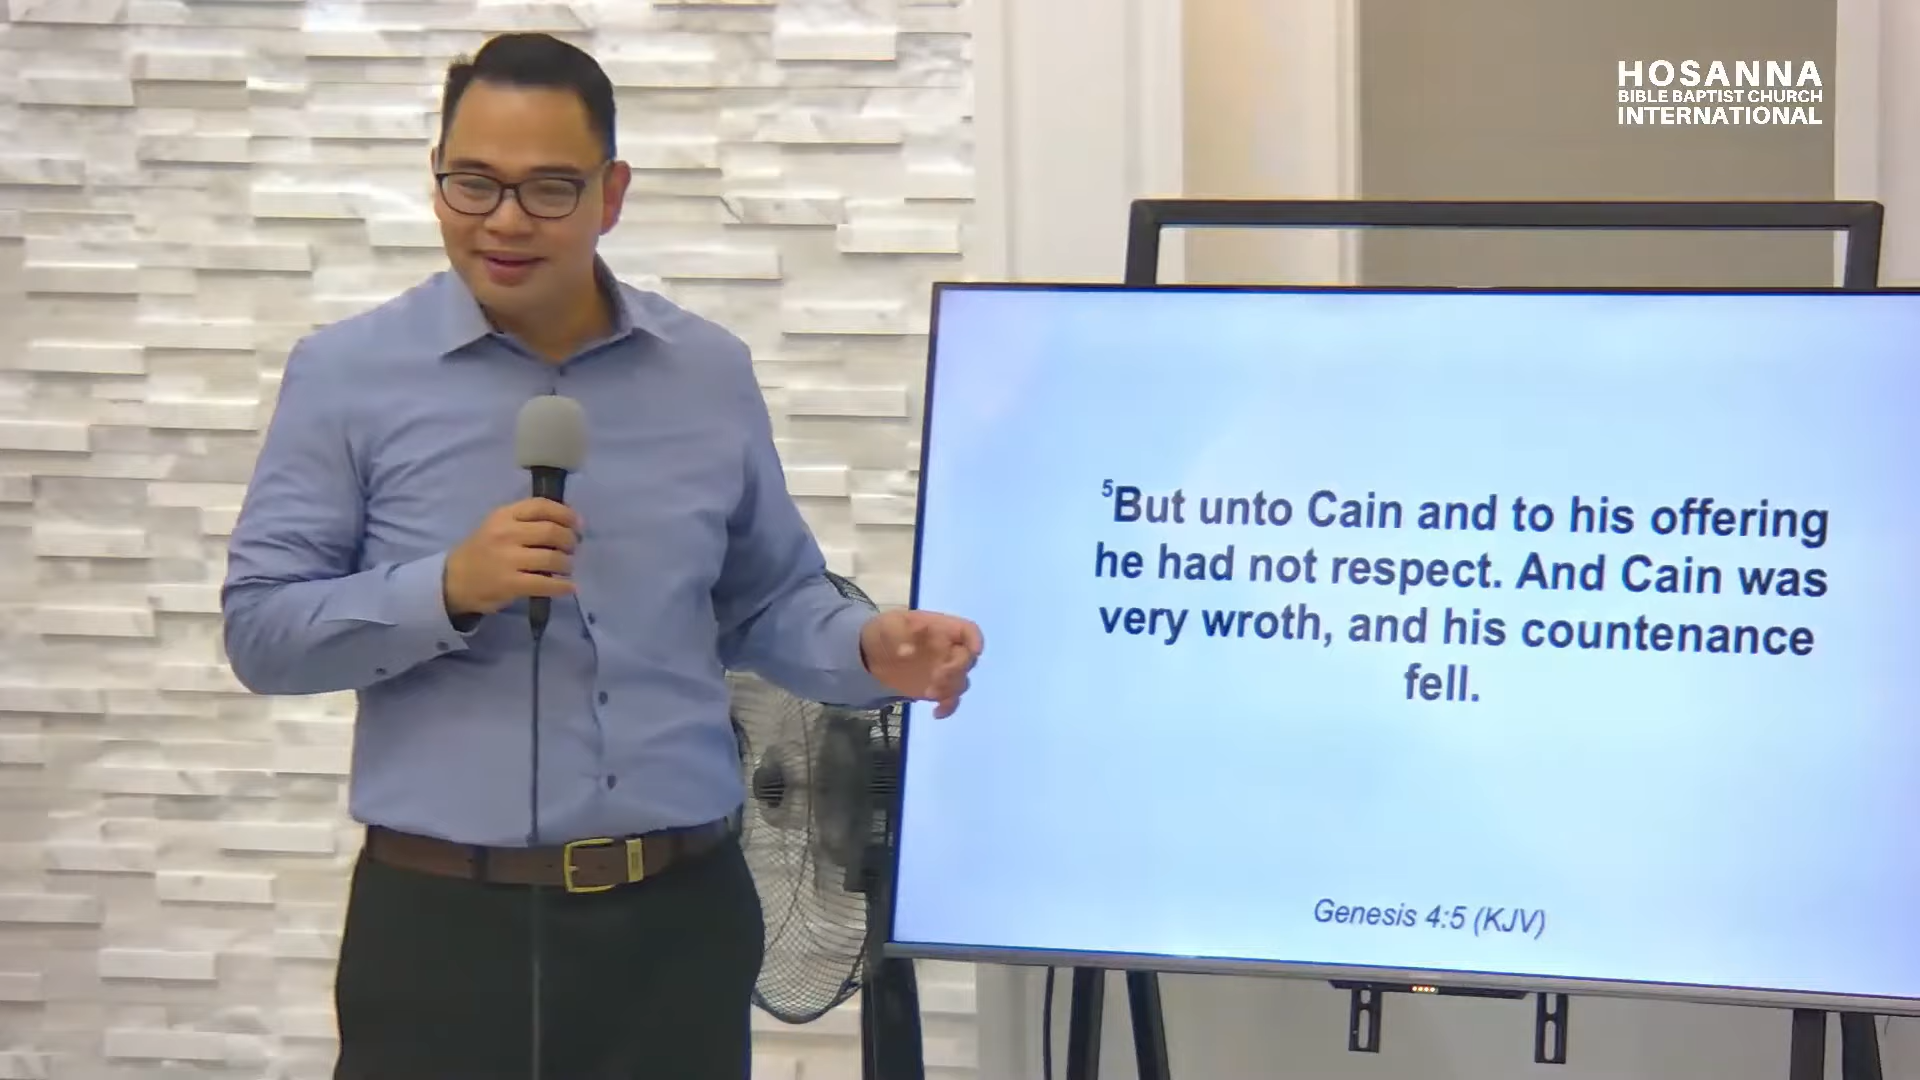 HOSANNA
BIBLE BAPTIST CHURCH
INTERNATIONAL
⁵But unto Cain and to his offering
he had not respect. And Cain was
very wroth, and his countenance
fell.
Genesis 4:5 (KJV)